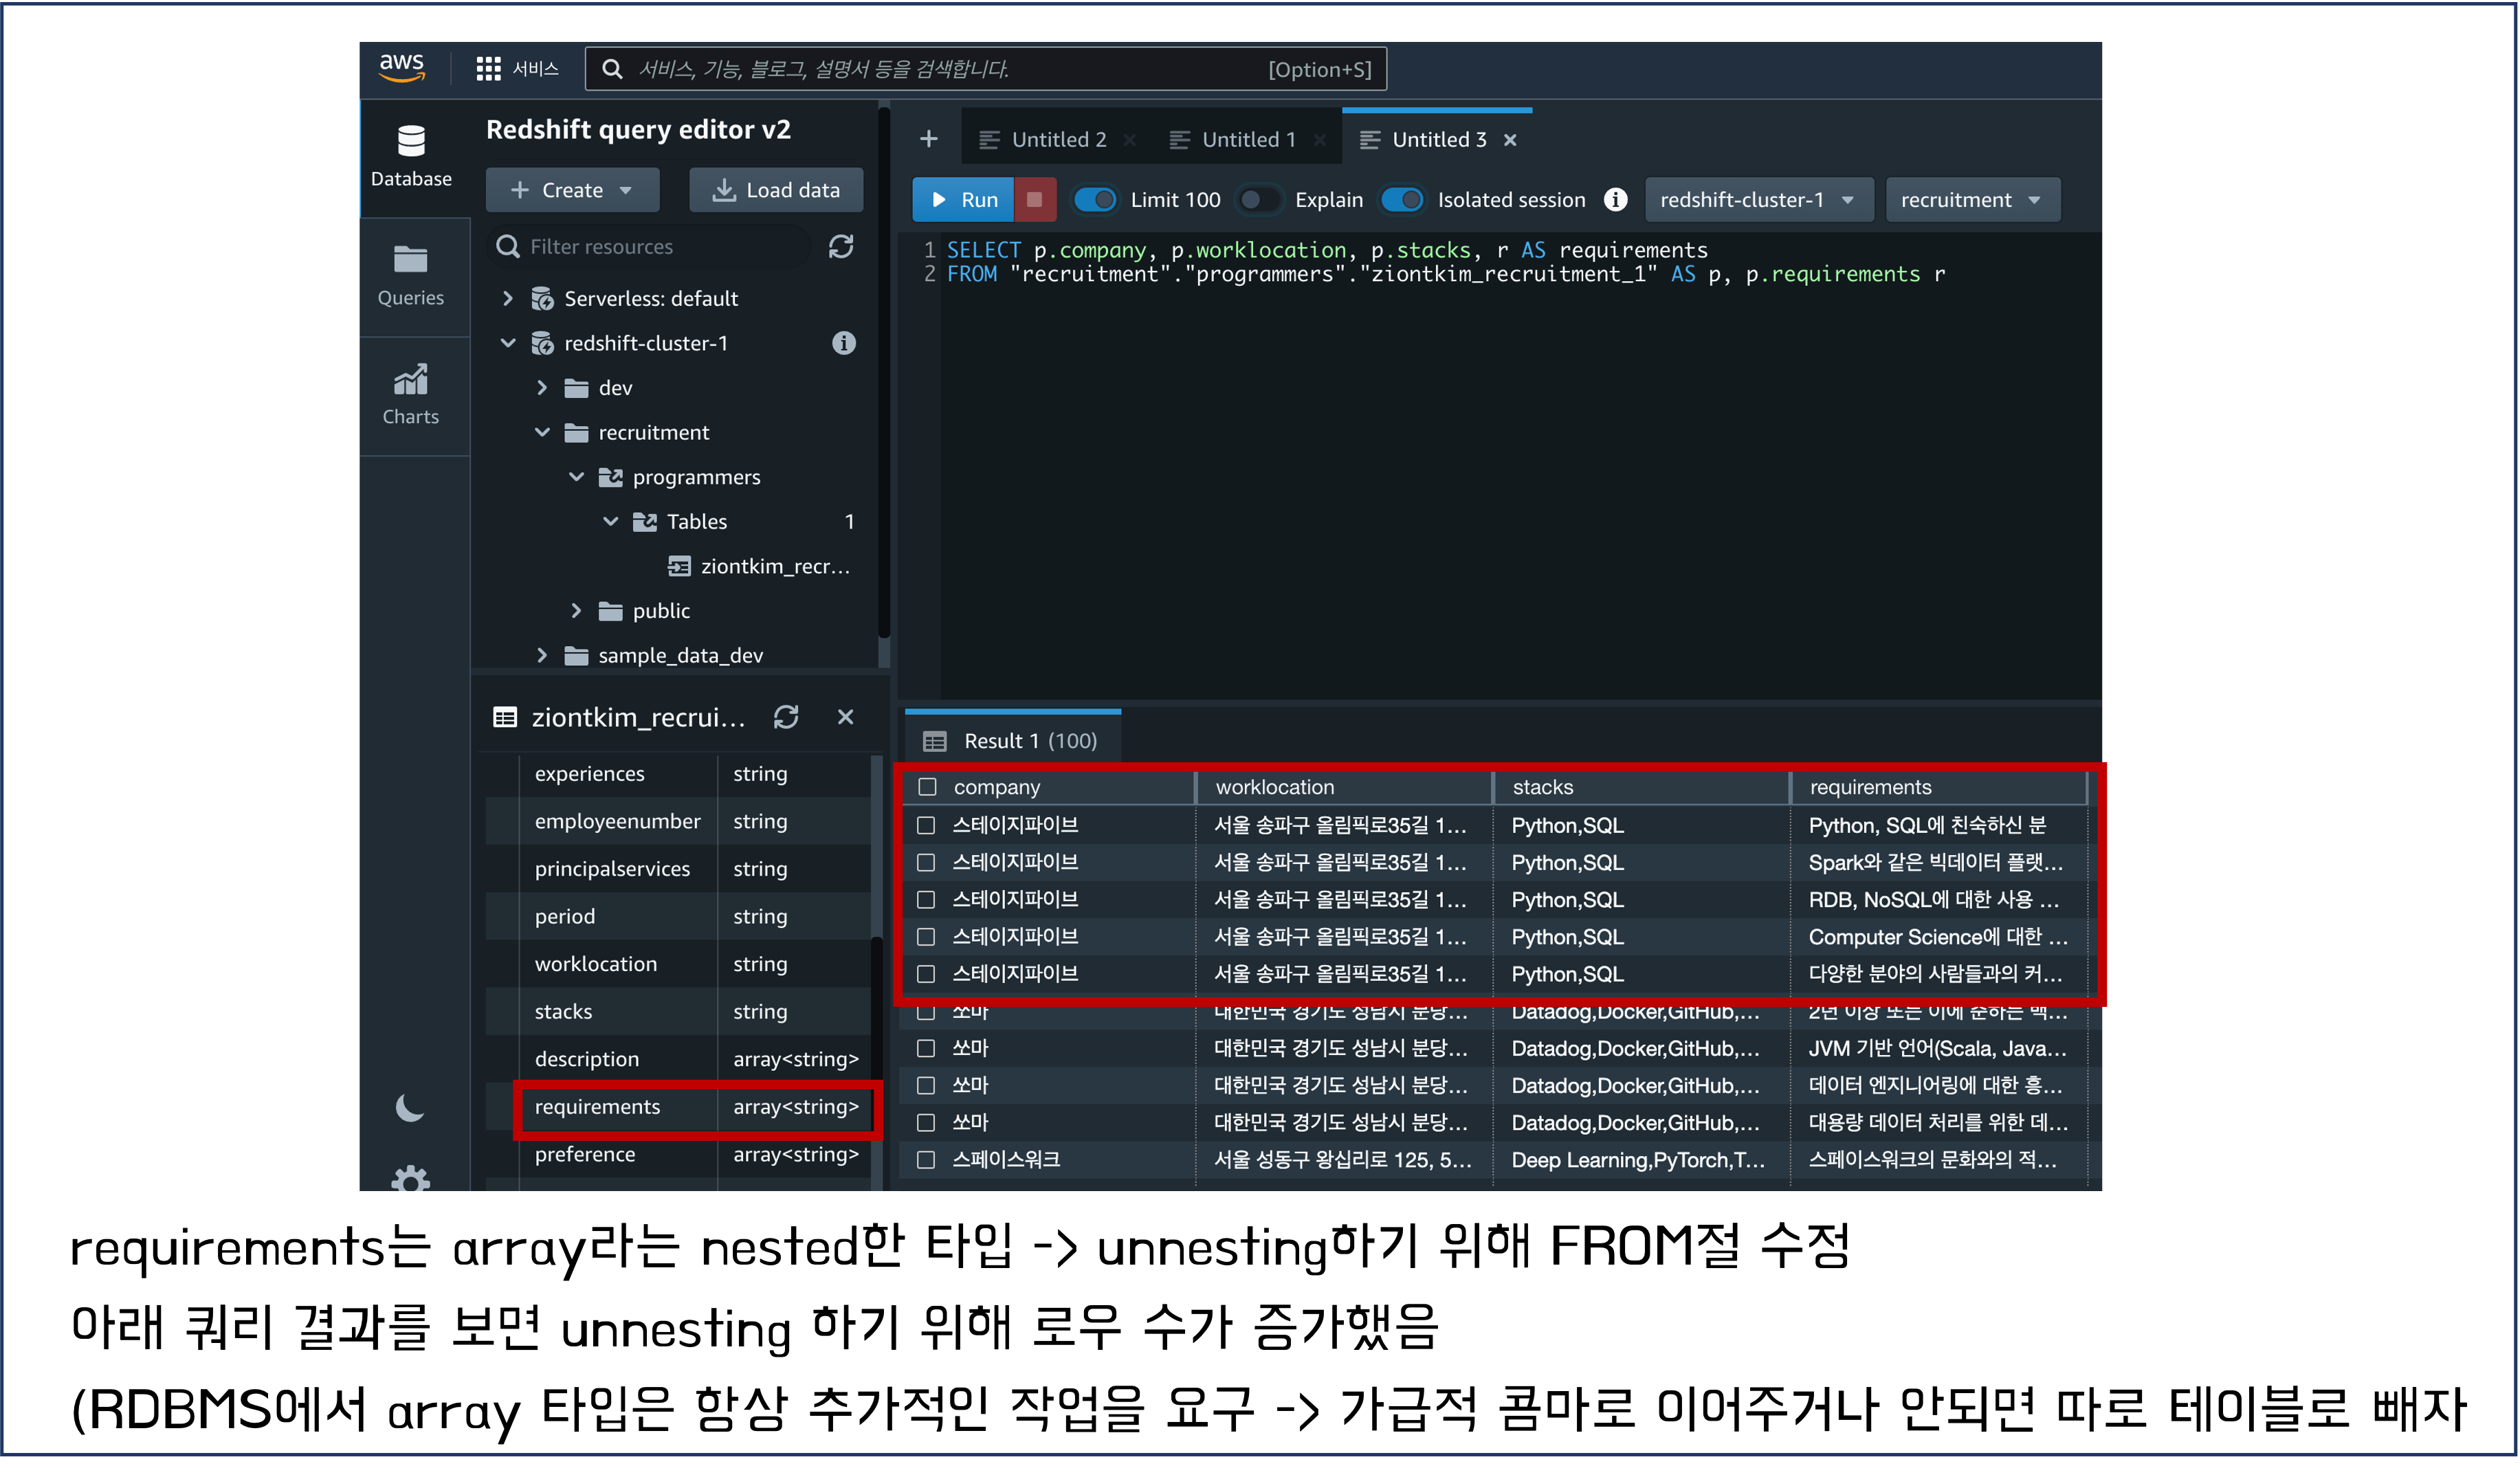 aws 서비스 서비스, 기능, 블로그, 설명서 등을 검색합니다. [Option+S]
Database
Queries
Charts
Redshift query editor v2
Create Load data
Filter resources
Serverless: default
redshift-cluster-1
dev
recruitment
programmers
Tables 1
ziontkim_recr...
public
sample_data_dev
ziontkim_recrui...
experiences string
employeenumber string
principalservices string
period string
worklocation string
stacks string
description array<string>
requirements array<string>
preference array<string>
Untitled 2 Untitled 1 Untitled 3
Run Limit 100 Explain Isolated session redshift-cluster-1 recruitment
1 SELECT p.company, p.worklocation, p.stacks, r AS requirements
2 FROM "recruitment"."programmers"."ziontkim_recruitment_1" AS p, p.requirements r
Result 1 (100)
company worklocation stacks requirements
스테이지파이브 서울 송파구 올림픽로35길 1... Python,SQL Python, SQL에 친숙하신 분
스테이지파이브 서울 송파구 올림픽로35길 1... Python,SQL Spark와 같은 빅데이터 플랫...
스테이지파이브 서울 송파구 올림픽로35길 1... Python,SQL RDB, NoSQL에 대한 사용 ...
스테이지파이브 서울 송파구 올림픽로35길 1... Python,SQL Computer Science에 대한 ...
스테이지파이브 서울 송파구 올림픽로35길 1... Python,SQL 다양한 분야의 사람들과의 커...
쏘마 대한민국 경기도 성남시 분당... Datadog,Docker,GitHub,... 2년 이상 또는 이에 준하는 백...
쏘마 대한민국 경기도 성남시 분당... Datadog,Docker,GitHub,... JVM 기반 언어(Scala, Java...
쏘마 대한민국 경기도 성남시 분당... Datadog,Docker,GitHub,... 데이터 엔지니어링에 대한 흥...
쏘마 대한민국 경기도 성남시 분당... Datadog,Docker,GitHub,... 대용량 데이터 처리를 위한 데...
스페이스워크 서울 성동구 왕십리로 125, 5... Deep Learning,PyTorch,T... 스페이스워크의 문화와의 적...
requirements는 array라는 nested한 타입 -> unnesting하기 위해 FROM절 수정
아래 쿼리 결과를 보면 unnesting 하기 위해 로우 수가 증가했음
(RDBMS에서 array 타입은 항상 추가적인 작업을 요구 -> 가급적 콤마로 이어주거나 안되면 따로 테이블로 빼자